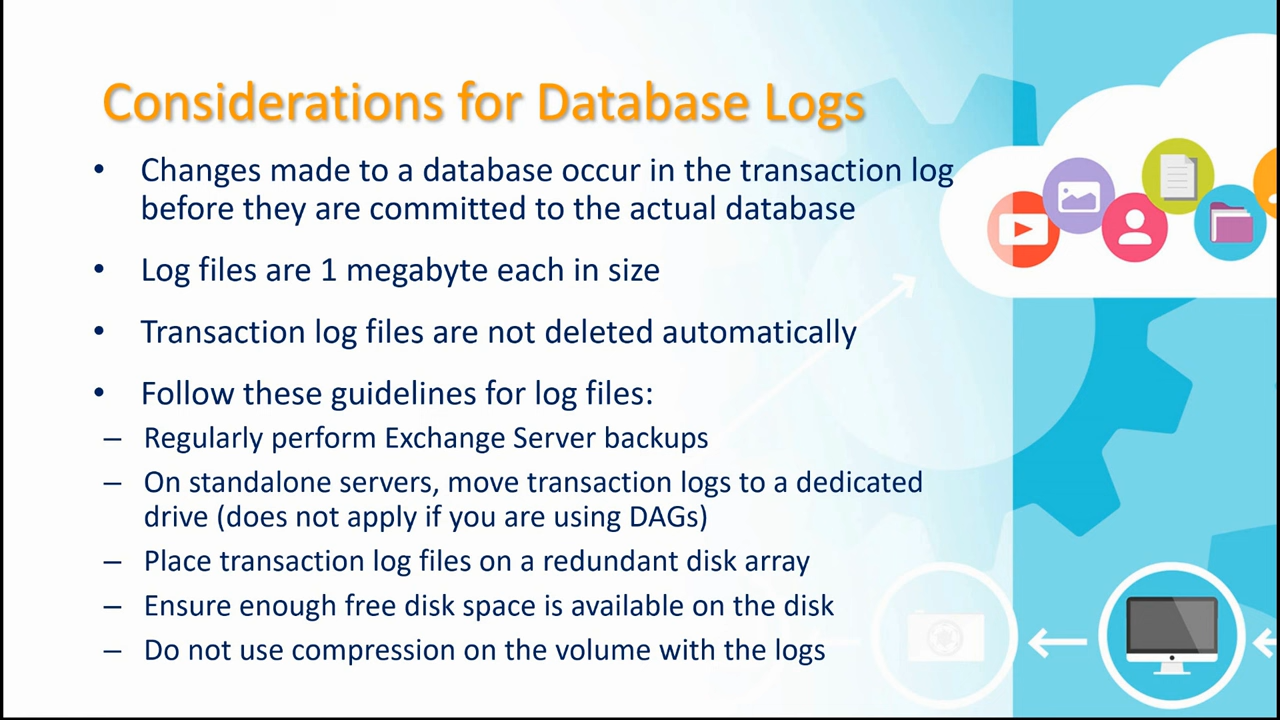 Considerations for Database Logs
• Changes made to a database occur in the transaction log
before they are committed to the actual database
• Log files are 1 megabyte each in size
• Transaction log files are not deleted automatically
• Follow these guidelines for log files:
– Regularly perform Exchange Server backups
– On standalone servers, move transaction logs to a dedicated
drive (does not apply if you are using DAGs)
– Place transaction log files on a redundant disk array
– Ensure enough free disk space is available on the disk
– Do not use compression on the volume with the logs